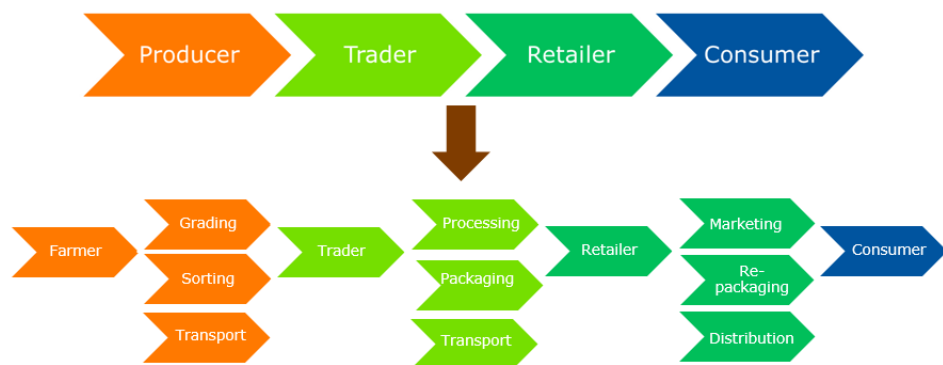 Producer
Trader
Retailer
Consumer
Farmer
Grading
Sorting
Transport
Trader
Processing
Packaging
Transport
Retailer
Marketing
Re-
packaging
Distribution
Consumer